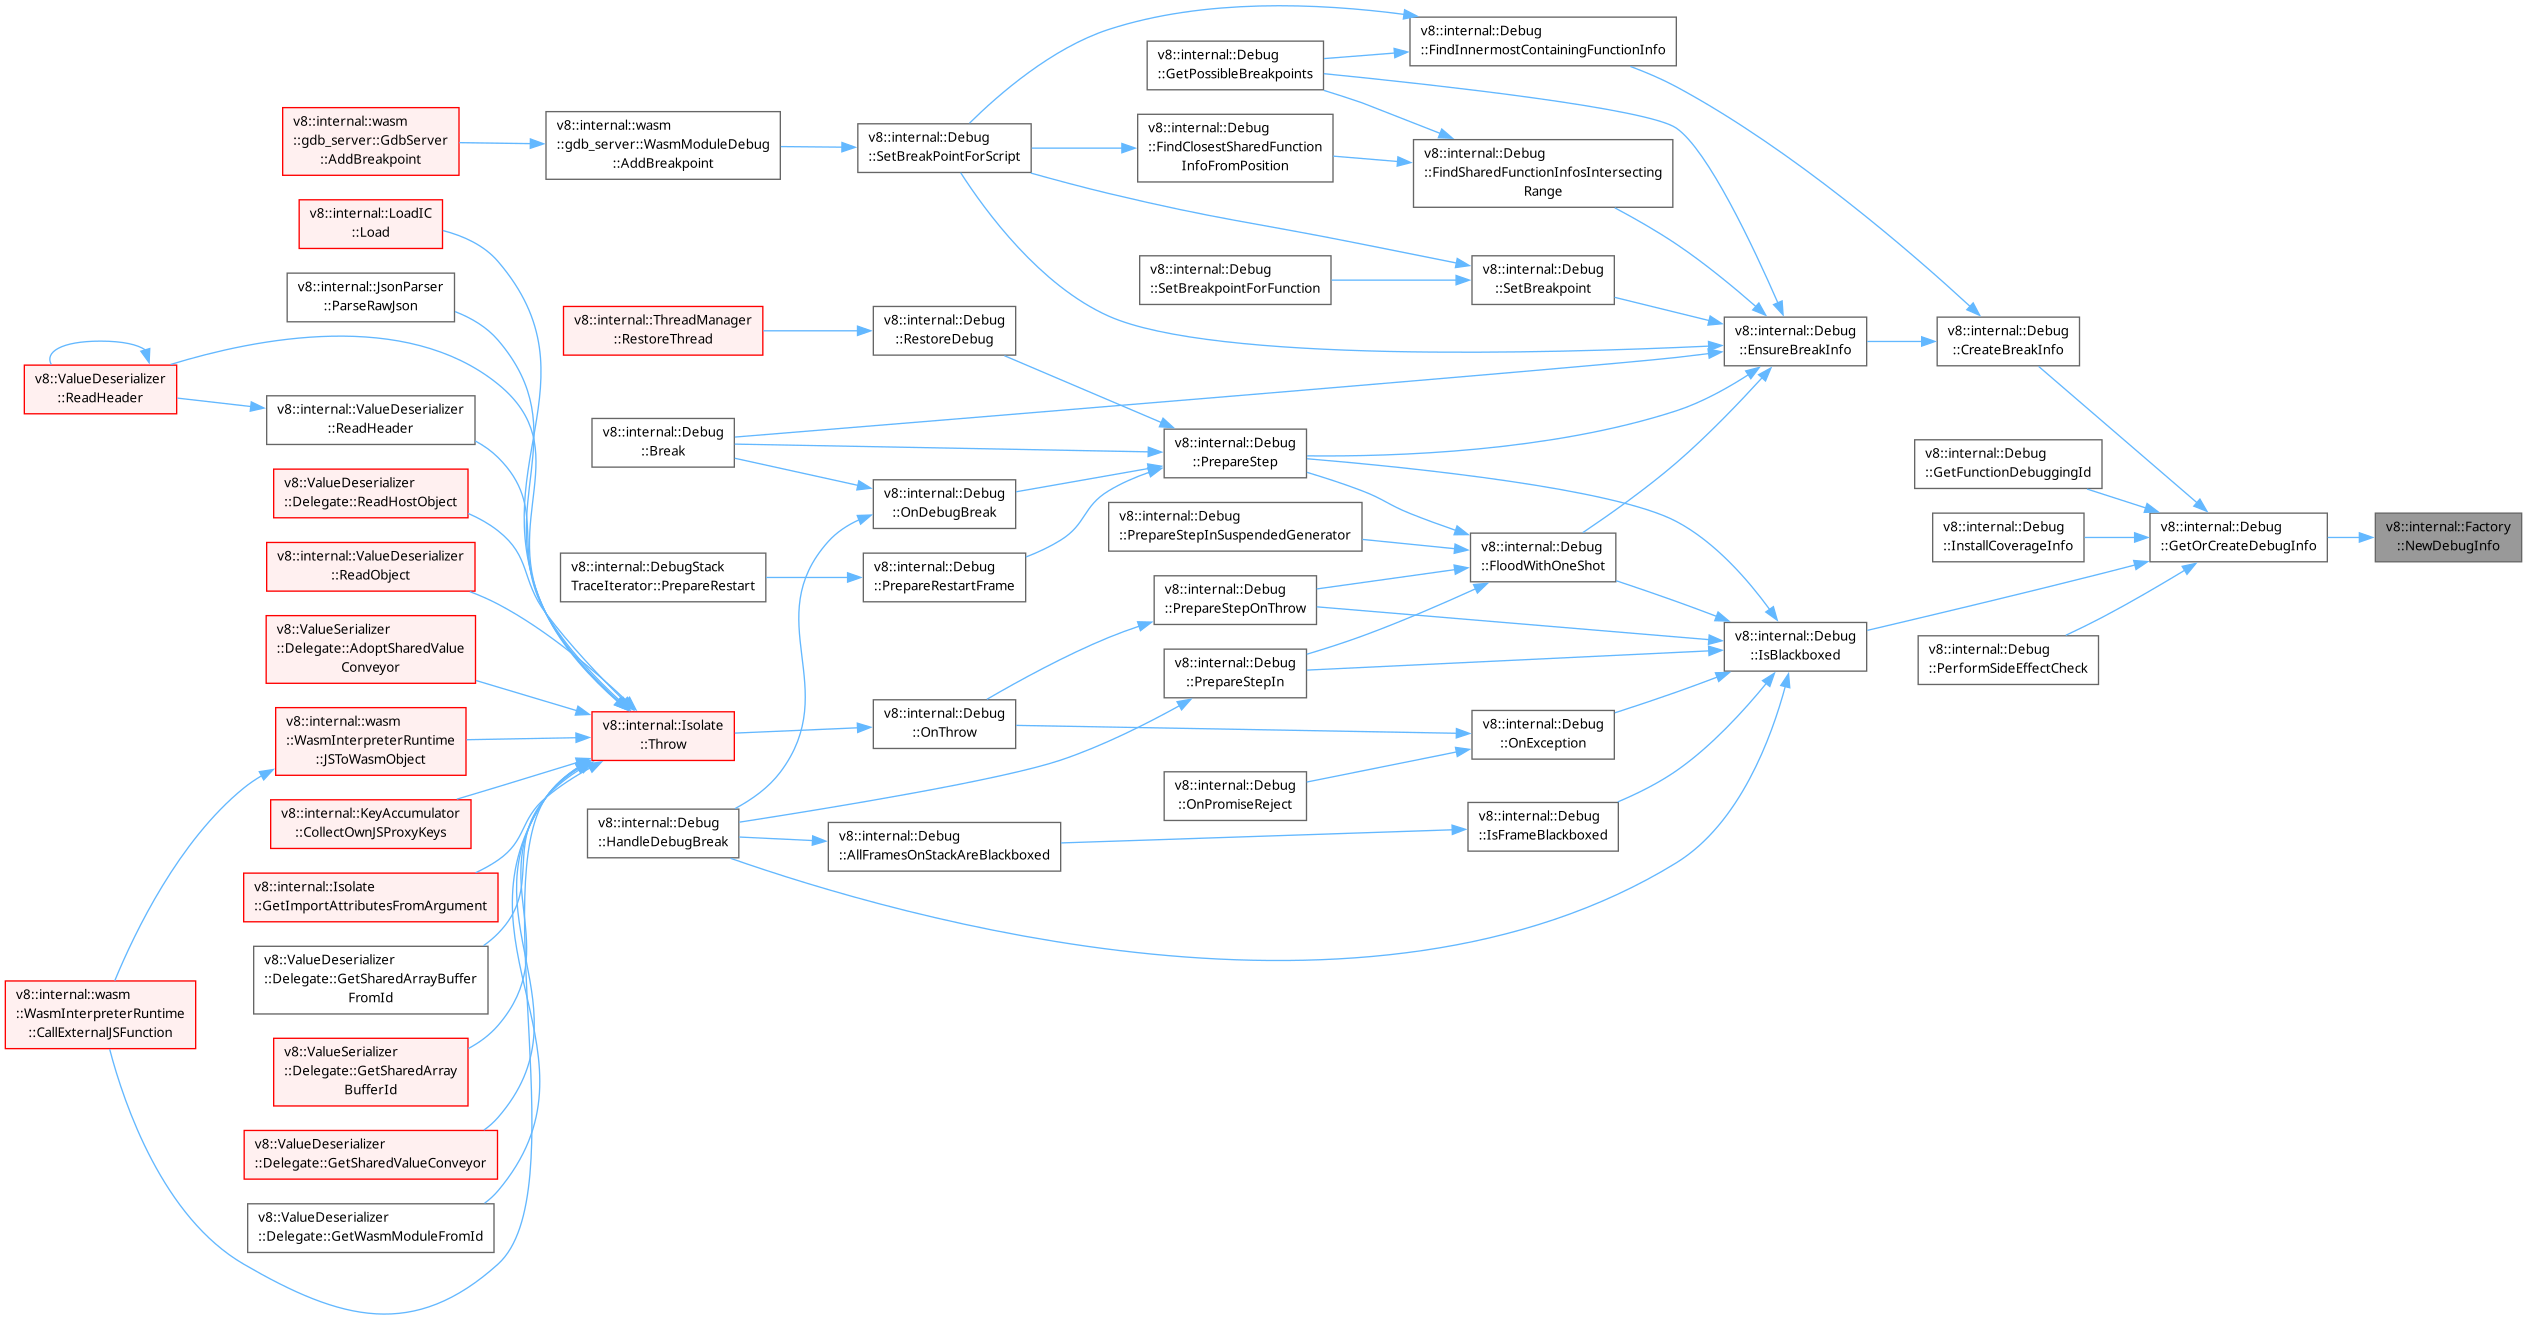 v8::internal::Debug
::FindInnermostContainingFunctionInfo
v8::internal::Debug
::GetPossibleBreakpoints
v8::internal::wasm
::gdb_server::GdbServer
::AddBreakpoint
v8::internal::wasm
::gdb_server::WasmModuleDebug
::AddBreakpoint
v8::internal::Debug
::SetBreakPointForScript
v8::internal::Debug
::FindClosestSharedFunction
InfoFromPosition
v8::internal::Debug
::FindSharedFunctionInfosIntersecting
Range
v8::internal::LoadIC
::Load
v8::internal::JsonParser
::ParseRawJson
v8::internal::Debug
::SetBreakpointForFunction
v8::internal::Debug
::SetBreakpoint
v8::internal::ThreadManager
::RestoreThread
v8::internal::Debug
::RestoreDebug
v8::internal::Debug
::EnsureBreakInfo
v8::internal::Debug
::CreateBreakInfo
v8::ValueDeserializer
::ReadHeader
v8::internal::ValueDeserializer
::ReadHeader
v8::internal::Debug
::Break
v8::internal::Debug
::PrepareStep
v8::internal::Debug
::GetFunctionDebuggingId
v8::ValueDeserializer
::Delegate::ReadHostObject
v8::internal::Debug
::OnDebugBreak
v8::internal::Debug
::PrepareStepInSuspendedGenerator
v8::internal::Debug
::InstallCoverageInfo
v8::internal::Debug
::GetOrCreateDebugInfo
v8::internal::Factory
::NewDebugInfo
v8::internal::ValueDeserializer
::ReadObject
v8::internal::DebugStack
TraceIterator::PrepareRestart
v8::internal::Debug
::PrepareRestartFrame
v8::internal::Debug
::FloodWithOneShot
v8::internal::Debug
::PrepareStepOnThrow
v8::ValueSerializer
::Delegate::AdoptSharedValue
Conveyor
v8::internal::Debug
::PrepareStepIn
v8::internal::Debug
::IsBlackboxed
v8::internal::Debug
::PerformSideEffectCheck
v8::internal::wasm
::WasmInterpreterRuntime
::JSToWasmObject
v8::internal::Isolate
::Throw
v8::internal::Debug
::OnThrow
v8::internal::Debug
::OnException
v8::internal::Debug
::OnPromiseReject
v8::internal::KeyAccumulator
::CollectOwnJSProxyKeys
v8::internal::Debug
::HandleDebugBreak
v8::internal::Debug
::AllFramesOnStackAreBlackboxed
v8::internal::Debug
::IsFrameBlackboxed
v8::internal::Isolate
::GetImportAttributesFromArgument
v8::ValueDeserializer
::Delegate::GetSharedArrayBuffer
FromId
v8::internal::wasm
::WasmInterpreterRuntime
::CallExternalJSFunction
v8::ValueSerializer
::Delegate::GetSharedArray
BufferId
v8::ValueDeserializer
::Delegate::GetSharedValueConveyor
v8::ValueDeserializer
::Delegate::GetWasmModuleFromId